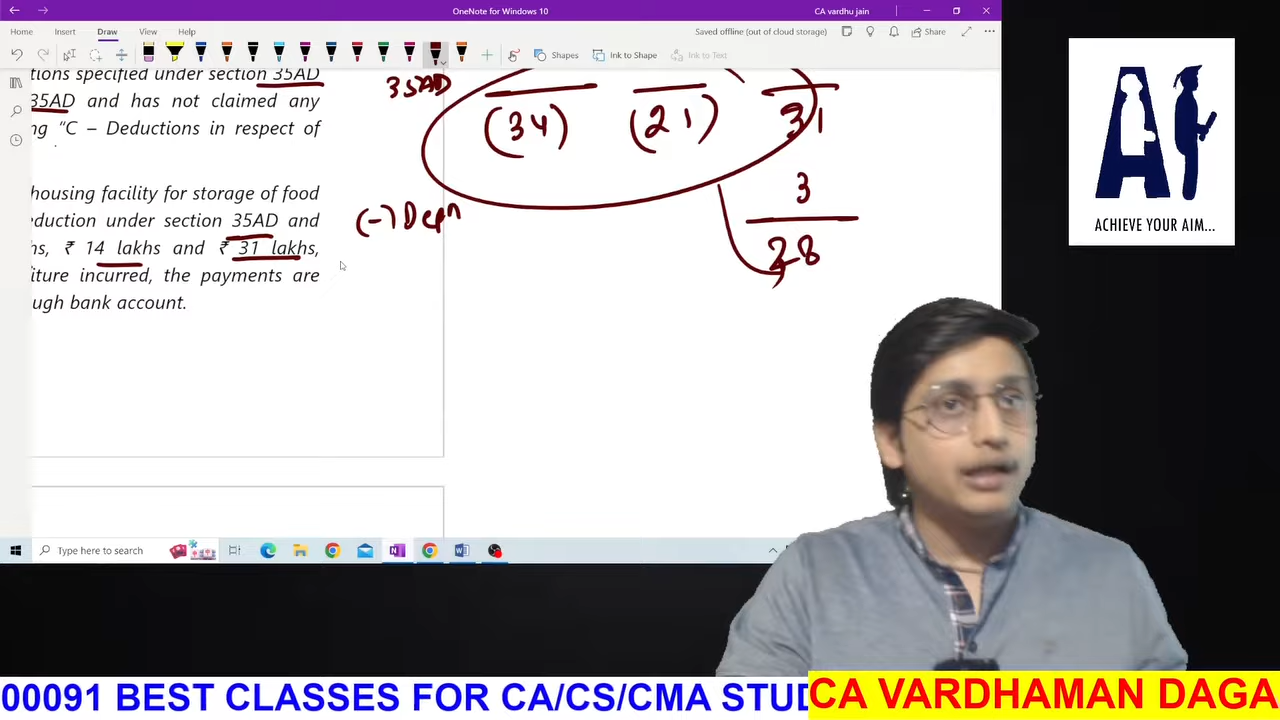 OneNote for Windows 10
CA vardhu jain
Home
Insert
Draw
View
Help
Saved offline (out of cloud storage)
Share
Shapes
Ink to Shape
Ink to Text
tions specified under section 35AD
35AD and has not claimed any
ng “C – Deductions in respect of
housing facility for storage of food
eduction under section 35AD and
hs, ₹ 14 lakhs and ₹ 31 lakhs,
iture incurred, the payments are
ugh bank account.
35AD
(34) (21) 31
(-) Depn 3
28
ACHIEVE YOUR AIM...
Type here to search
00091 BEST CLASSES FOR CA/CS/CMA STUD
CA VARDHAMAN DAGA